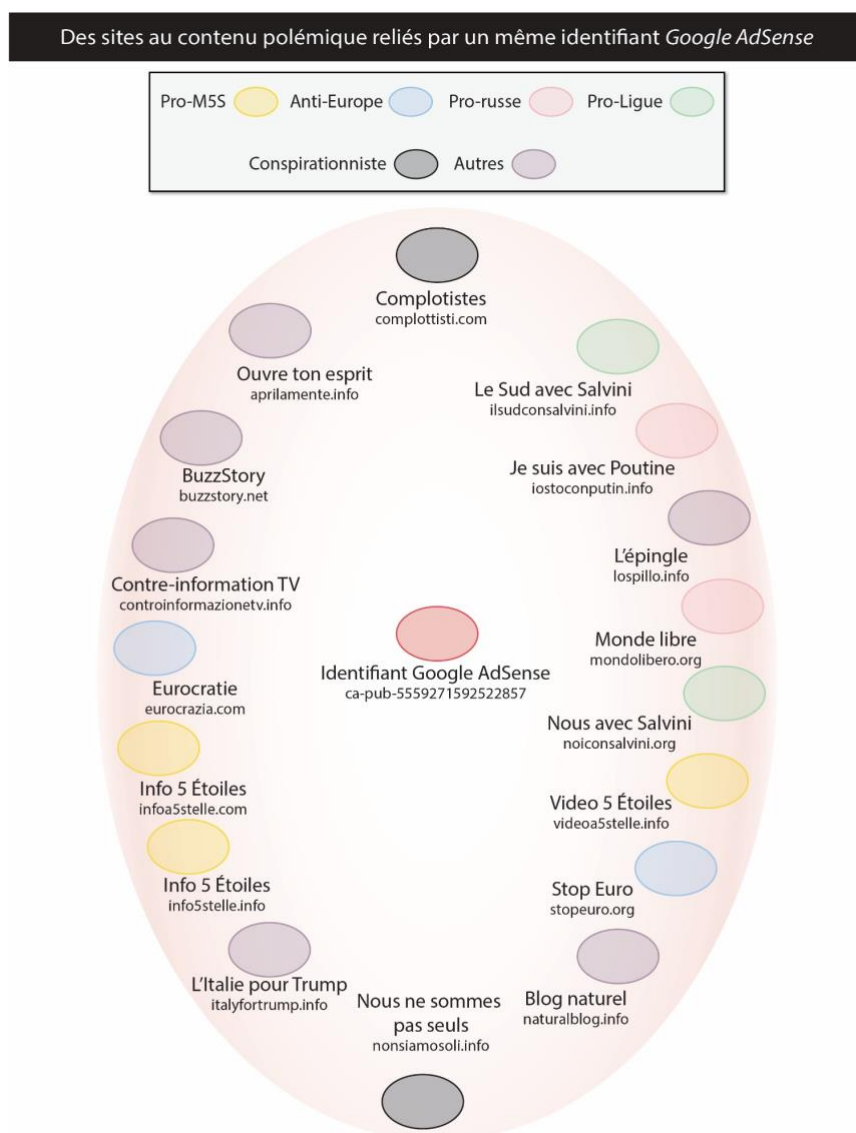 Des sites au contenu polémique reliés par un même identifiant Google AdSense
Pro-M5S Anti-Europe Pro-russe Pro-Ligue
Conspirationniste Autres
Complotistes
complottisti.com
Ouvre ton esprit
aprilamente.info
Le Sud avec Salvini
ilsudconsalvini.info
BuzzStory
buzzstory.net
Je suis avec Poutine
iostoconputin.info
Contre-information TV
controinformazionetv.info
L'épingle
lospillo.info
Monde libre
mondolibero.org
Identifiant Google AdSense
ca-pub-5559271592522857
Eurocratie
eurocrazia.com
Nous avec Salvini
noiconsalvini.org
Info 5 Étoiles
infoa5stelle.com
Video 5 Étoiles
videoa5stelle.info
Info 5 Étoiles
info5stelle.info
Stop Euro
stopeuro.org
L'Italie pour Trump
italyfortrump.info
Nous ne sommes
pas seuls
nonsiamosoli.info
Blog naturel
naturalblog.info